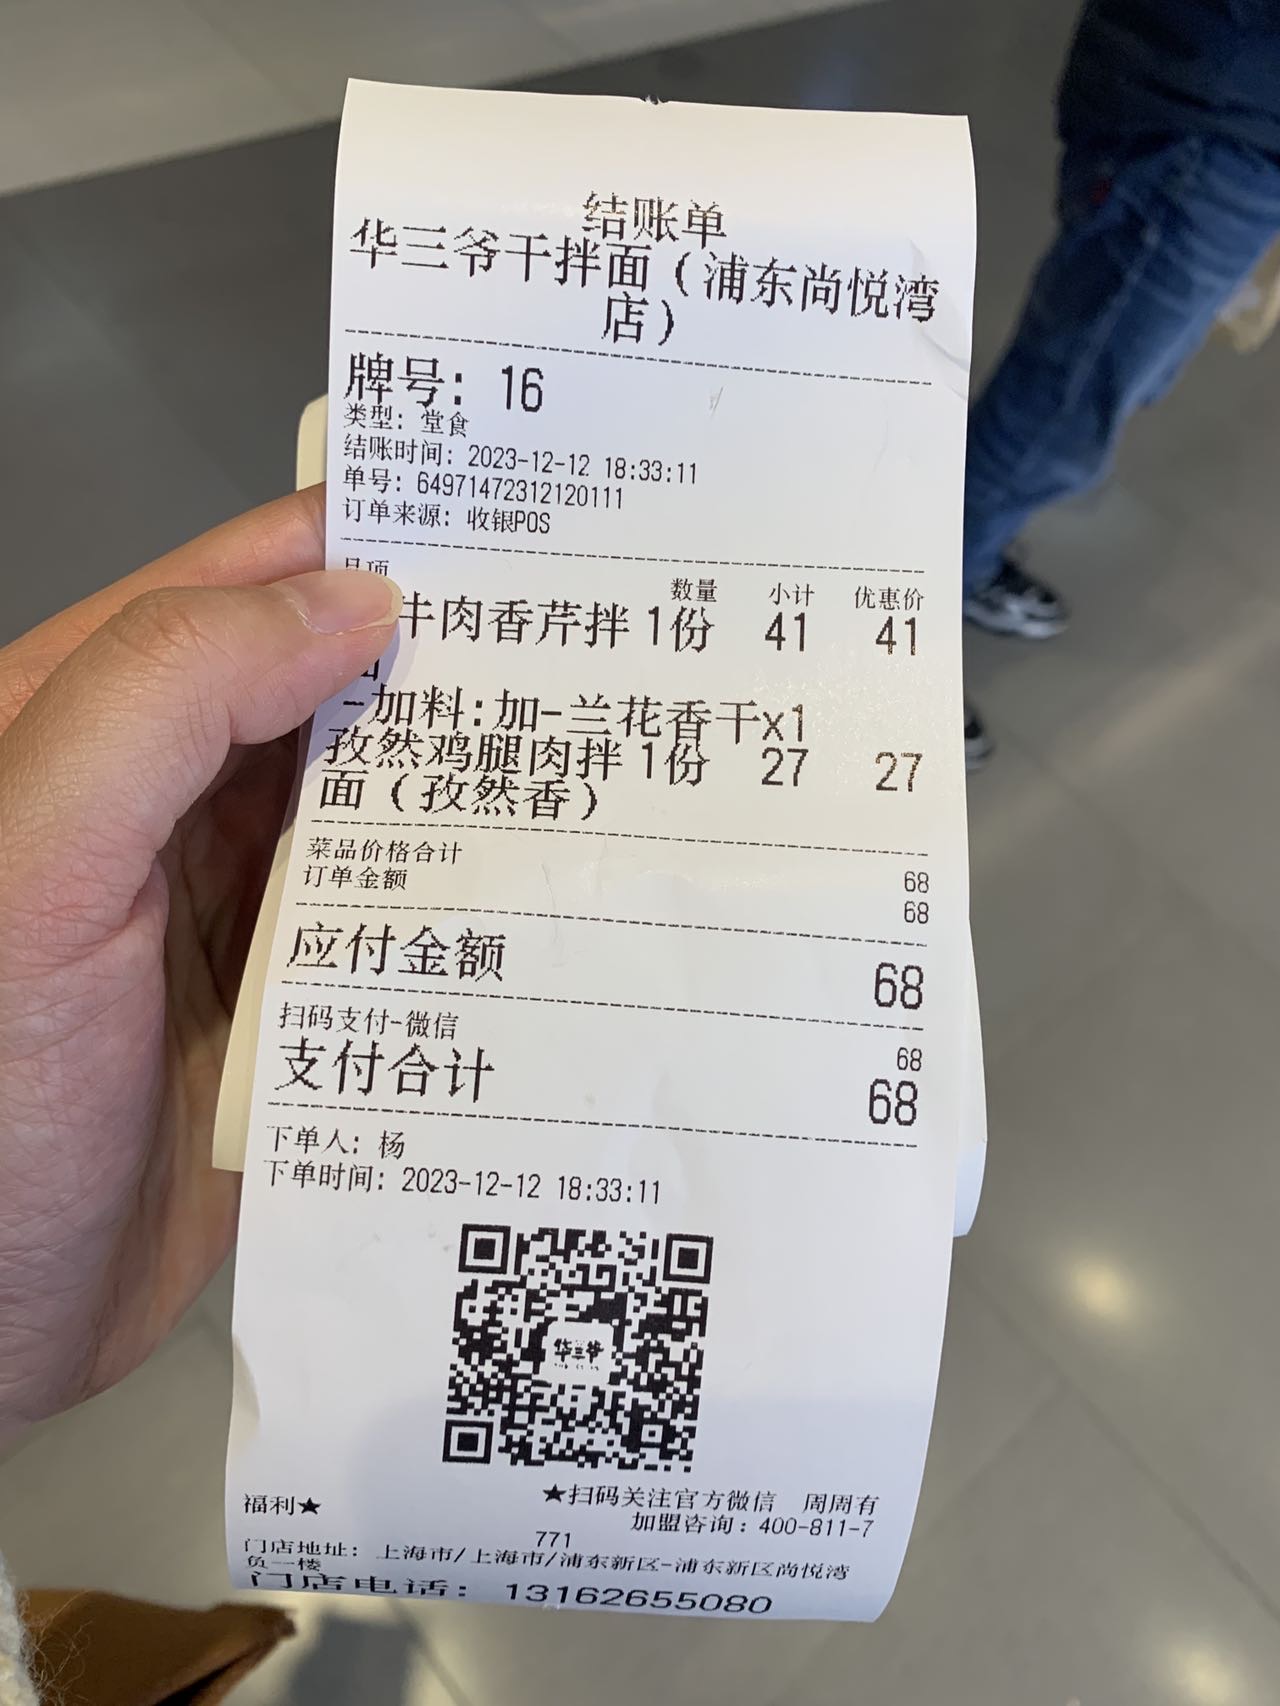 结账单
华三爷干拌面（浦东尚悦湾
店）
牌号: 16
类型: 堂食
结账时间: 2023-12-12 18:33:11
单号: 64971472312120111
订单来源: 收银POS
品项 数量 小计 优惠价
牛肉香芹拌 1份 41 41
-加料:加-兰花香干x1
孜然鸡腿肉拌 1份 27 27
面（孜然香）
菜品价格合计 68
订单金额 68
应付金额 68
扫码支付-微信 68
支付合计 68
下单人: 杨
下单时间: 2023-12-12 18:33:11
华三爷
★扫码关注官方微信 周周有
福利★
加盟咨询: 400-811-7
771
门店地址: 上海市/上海市/浦东新区-浦东新区尚悦湾
负一楼
门店电话: 13162655080